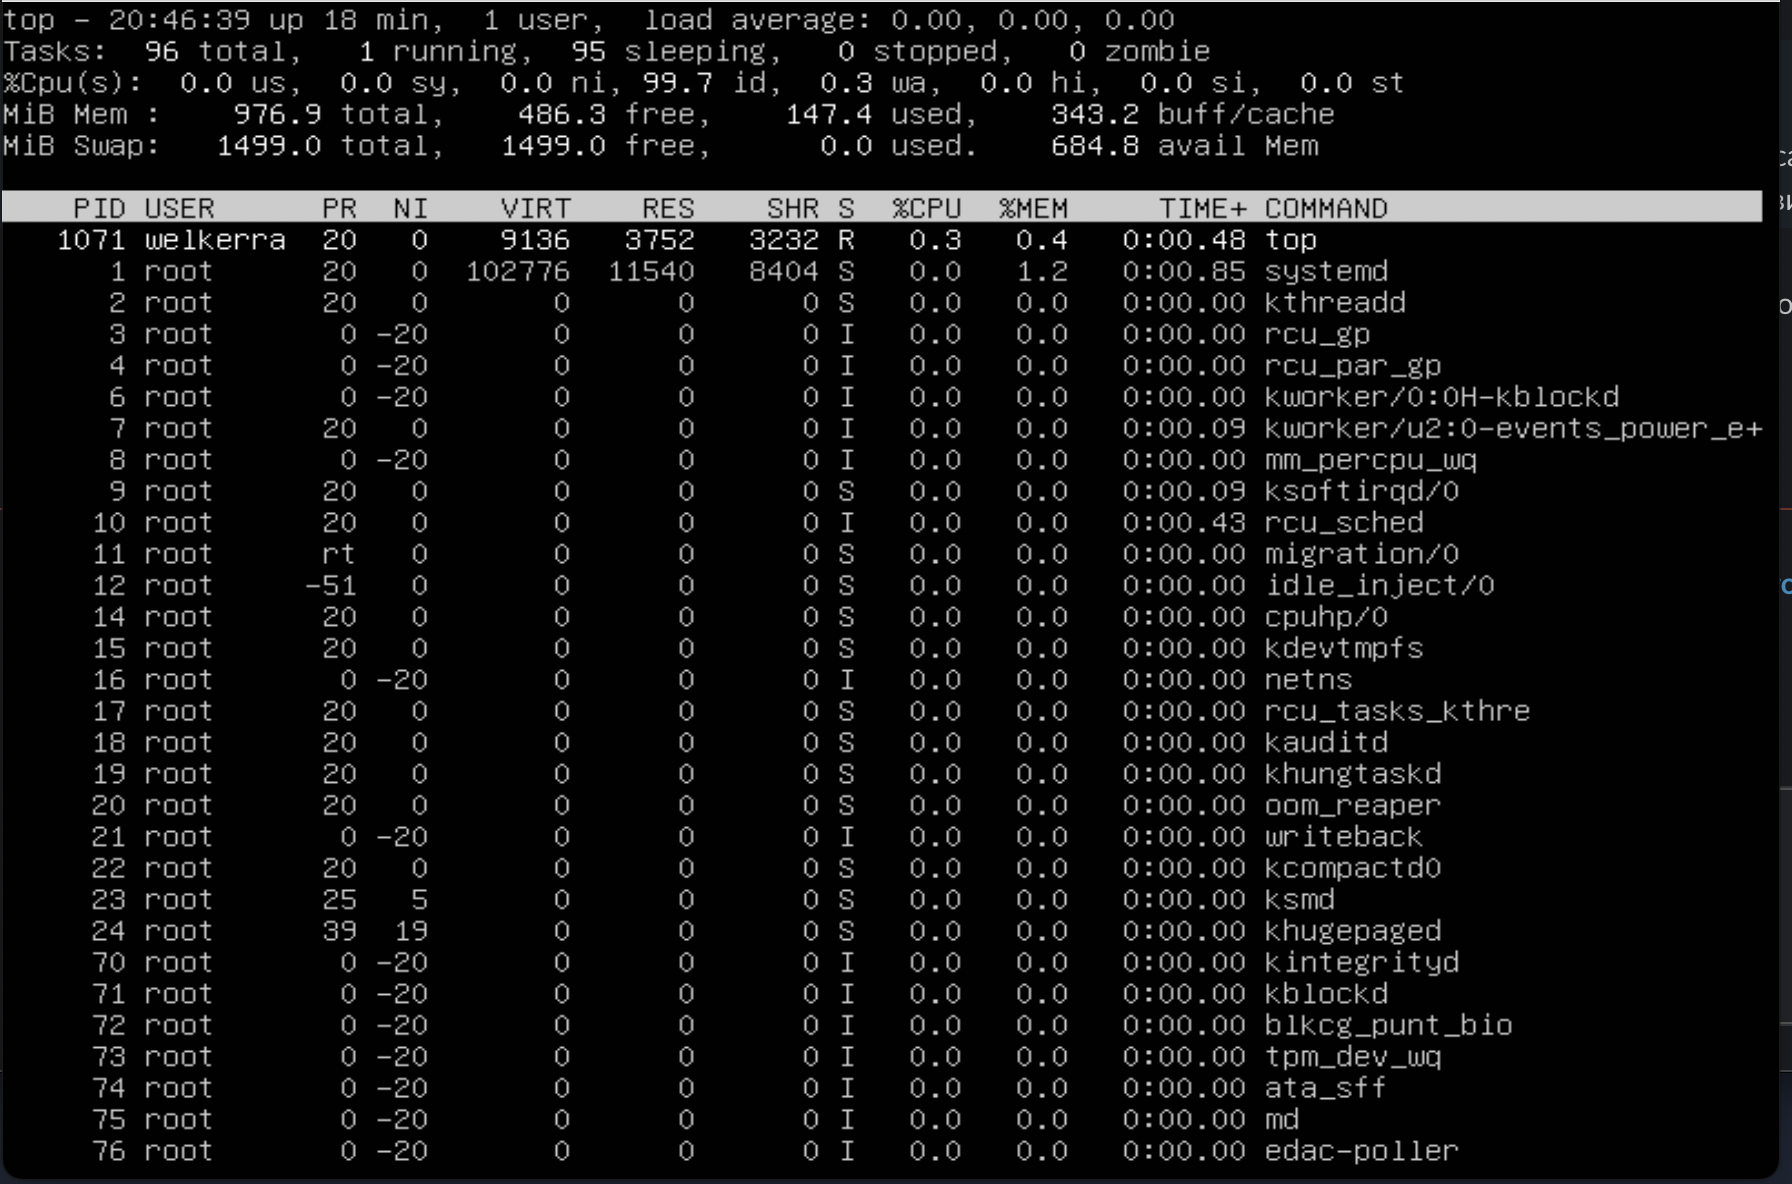 top - 20:46:39 up 18 min,  1 user,  load average: 0.00, 0.00, 0.00
Tasks:  96 total,   1 running,  95 sleeping,   0 stopped,   0 zombie
%Cpu(s):  0.0 us,  0.0 sy,  0.0 ni, 99.7 id,  0.3 wa,  0.0 hi,  0.0 si,  0.0 st
MiB Mem :    976.9 total,    486.3 free,    147.4 used,    343.2 buff/cache
MiB Swap:   1499.0 total,   1499.0 free,      0.0 used.    684.8 avail Mem
PID USER PR NI VIRT RES SHR S %CPU %MEM TIME+ COMMAND
1071 welkerra 20 0 9136 3752 3232 R 0.3 0.4 0:00.48 top
1 root 20 0 102776 11540 8404 S 0.0 1.2 0:00.85 systemd
2 root 20 0 0 0 0 S 0.0 0.0 0:00.00 kthreadd
3 root 0 -20 0 0 0 I 0.0 0.0 0:00.00 rcu_gp
4 root 0 -20 0 0 0 I 0.0 0.0 0:00.00 rcu_par_gp
6 root 0 -20 0 0 0 I 0.0 0.0 0:00.00 kworker/0:0H-kblockd
7 root 20 0 0 0 0 I 0.0 0.0 0:00.09 kworker/u2:0-events_power_e+
8 root 0 -20 0 0 0 I 0.0 0.0 0:00.00 mm_percpu_wq
9 root 20 0 0 0 0 S 0.0 0.0 0:00.09 ksoftirqd/0
10 root 20 0 0 0 0 I 0.0 0.0 0:00.43 rcu_sched
11 root rt 0 0 0 0 S 0.0 0.0 0:00.00 migration/0
12 root -51 0 0 0 0 S 0.0 0.0 0:00.00 idle_inject/0
14 root 20 0 0 0 0 S 0.0 0.0 0:00.00 cpuhp/0
15 root 20 0 0 0 0 S 0.0 0.0 0:00.00 kdevtmpfs
16 root 0 -20 0 0 0 I 0.0 0.0 0:00.00 netns
17 root 20 0 0 0 0 S 0.0 0.0 0:00.00 rcu_tasks_kthre
18 root 20 0 0 0 0 S 0.0 0.0 0:00.00 kauditd
19 root 20 0 0 0 0 S 0.0 0.0 0:00.00 khungtaskd
20 root 20 0 0 0 0 S 0.0 0.0 0:00.00 oom_reaper
21 root 0 -20 0 0 0 I 0.0 0.0 0:00.00 writeback
22 root 20 0 0 0 0 S 0.0 0.0 0:00.00 kcompactd0
23 root 25 5 0 0 0 S 0.0 0.0 0:00.00 ksmd
24 root 39 19 0 0 0 S 0.0 0.0 0:00.00 khugepaged
70 root 0 -20 0 0 0 I 0.0 0.0 0:00.00 kintegrityd
71 root 0 -20 0 0 0 I 0.0 0.0 0:00.00 kblockd
72 root 0 -20 0 0 0 I 0.0 0.0 0:00.00 blkcg_punt_bio
73 root 0 -20 0 0 0 I 0.0 0.0 0:00.00 tpm_dev_wq
74 root 0 -20 0 0 0 I 0.0 0.0 0:00.00 ata_sff
75 root 0 -20 0 0 0 I 0.0 0.0 0:00.00 md
76 root 0 -20 0 0 0 I 0.0 0.0 0:00.00 edac-poller